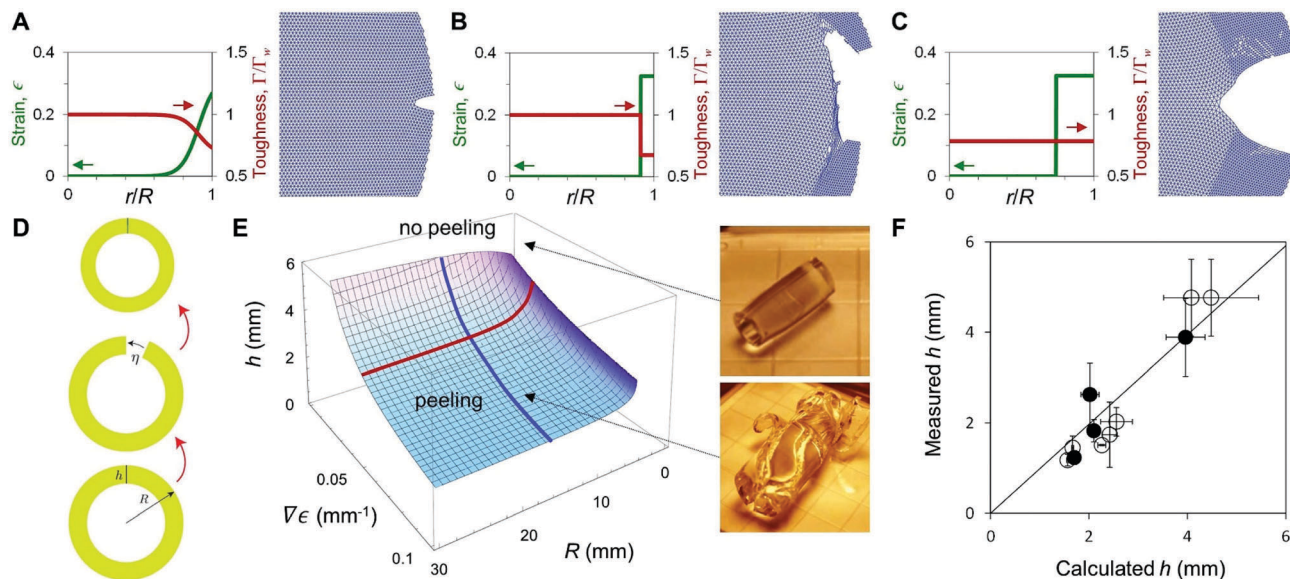 A
Strain, ϵ
0.4
0.2
0
0
1
r/R
1.5
1
0.5
Toughness, Γ/Γw
B
Strain, ϵ
0.4
0.2
0
0
1
r/R
1.5
1
0.5
Toughness, Γ/Γw
C
Strain, ϵ
0.4
0.2
0
0
1
r/R
1.5
1
0.5
Toughness, Γ/Γw
D
η
h
R
E
no peeling
peeling
h (mm)
6
4
2
0
0.05
0.1
∇ϵ (mm-1)
30
20
10
0
R (mm)
F
Measured h (mm)
6
4
2
0
0
2
4
6
Calculated h (mm)